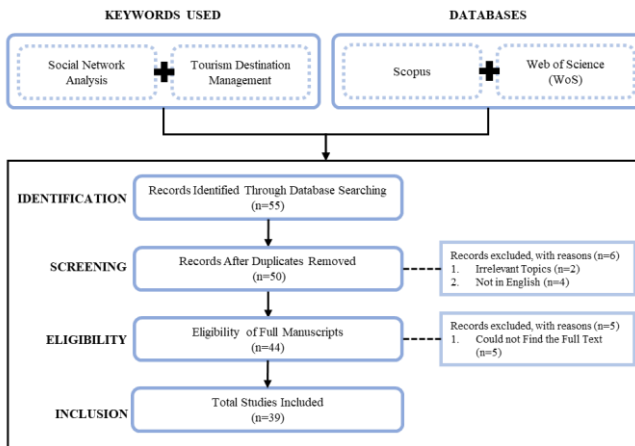 KEYWORDS USED
DATABASES
Social Network
Analysis
Tourism Destination
Management
Scopus
Web of Science
(WoS)
IDENTIFICATION
Records Identified Through Database Searching
(n=55)
SCREENING
Records After Duplicates Removed
(n=50)
Records excluded, with reasons (n=6)
1. Irrelevant Topics (n=2)
2. Not in English (n=4)
ELIGIBILITY
Eligibility of Full Manuscripts
(n=44)
Records excluded, with reasons (n=5)
1. Could not Find the Full Text
(n=5)
INCLUSION
Total Studies Included
(n=39)